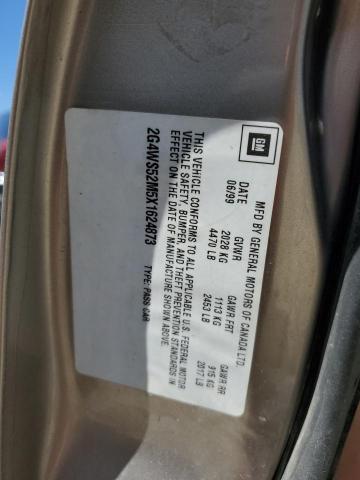 GM
MFD BY GENERAL MOTORS OF CANADA LTD
DATE GVWR GAWR FRT GAWR RR
06/99 2028 KG 1113 KG 915 KG
4470 LB 2453 LB 2017 LB
THIS VEHICLE CONFORMS TO ALL APPLICABLE U.S. FEDERAL MOTOR
VEHICLE SAFETY, BUMPER, AND THEFT PREVENTION STANDARDS IN
EFFECT ON THE DATE OF MANUFACTURE SHOWN ABOVE.
2G4WS52M5X1624873 TYPE: PASS CAR